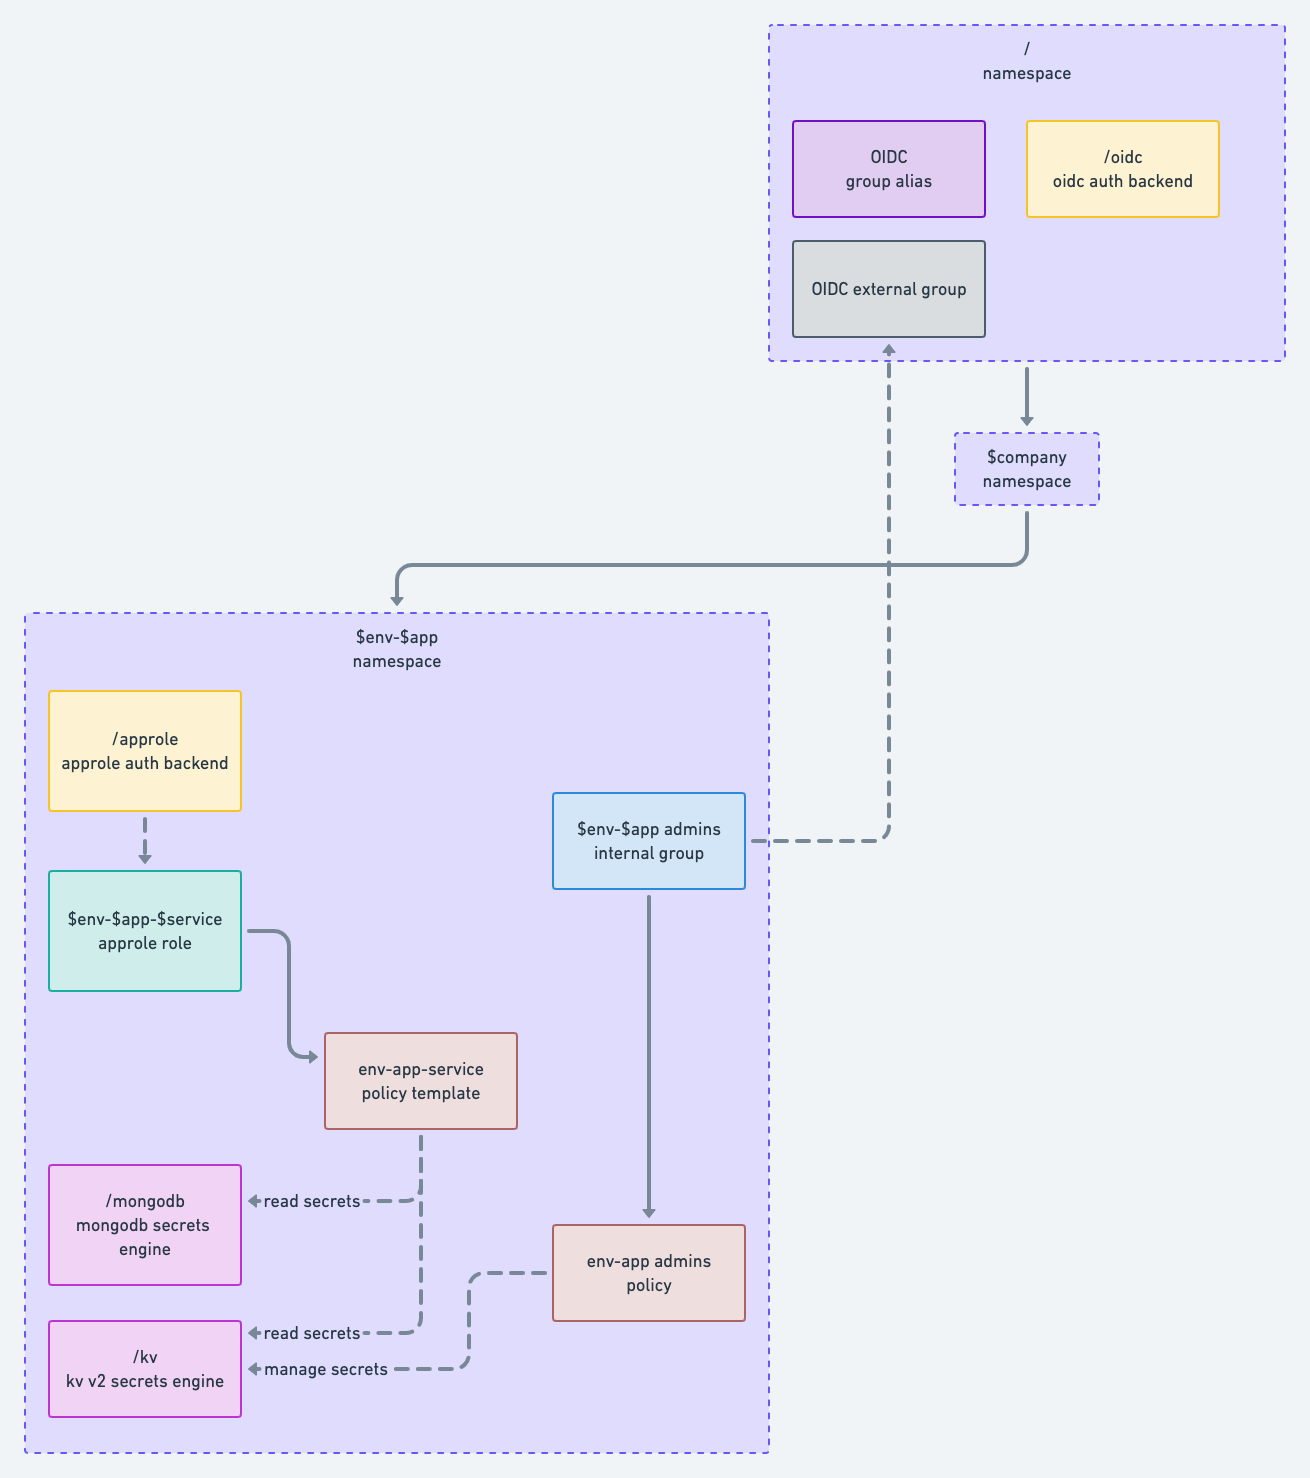 /
namespace
OIDC
group alias
/oidc
oidc auth backend
OIDC external group
$company
namespace
$env-$app
namespace
/approle
approle auth backend
$env-$app admins
internal group
$env-$app-$service
approle role
env-app-service
policy template
/mongodb
mongodb secrets
engine
read secrets
env-app admins
policy
/kv
kv v2 secrets engine
read secrets
manage secrets